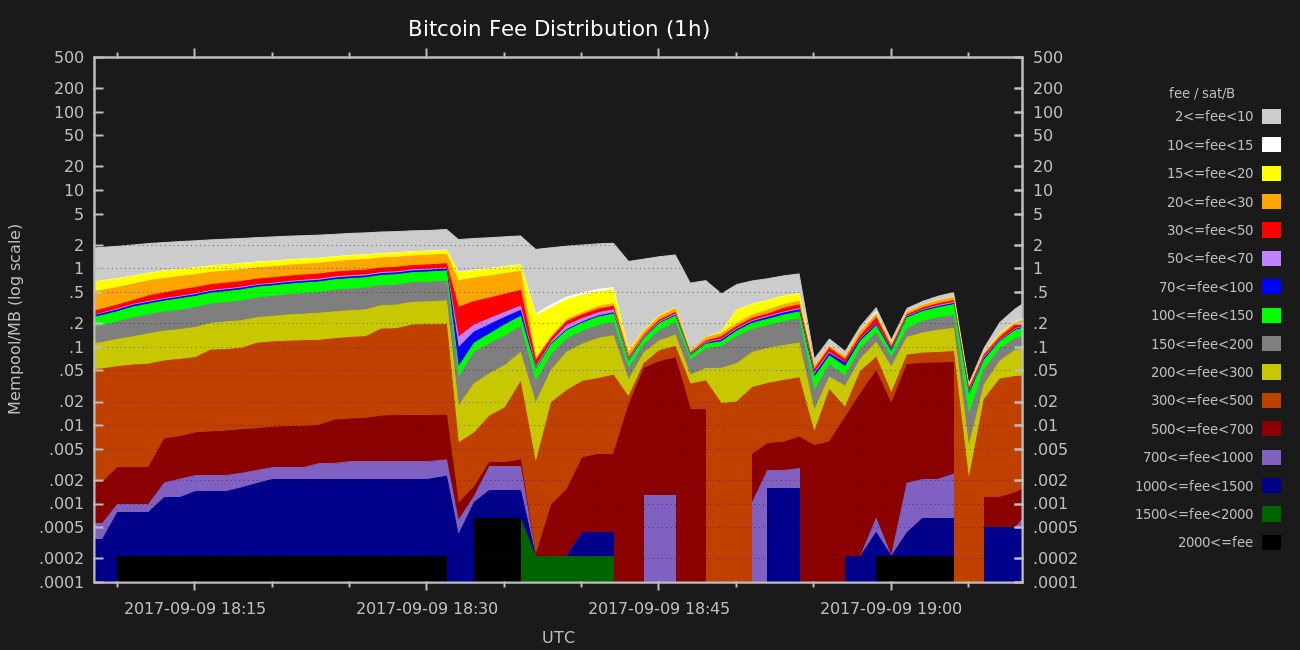 Bitcoin Fee Distribution (1h)
Mempool/MB (log scale)
500
200
100
50
20
10
5
2
1
.5
.2
.1
.05
.02
.01
.005
.002
.001
.0005
.0002
.0001
500
200
100
50
20
10
5
2
1
.5
.2
.1
.05
.02
.01
.005
.002
.001
.0005
.0002
.0001
2017-09-09 18:15
2017-09-09 18:30
2017-09-09 18:45
2017-09-09 19:00
UTC
fee / sat/B
2<=fee<10
10<=fee<15
15<=fee<20
20<=fee<30
30<=fee<50
50<=fee<70
70<=fee<100
100<=fee<150
150<=fee<200
200<=fee<300
300<=fee<500
500<=fee<700
700<=fee<1000
1000<=fee<1500
1500<=fee<2000
2000<=fee